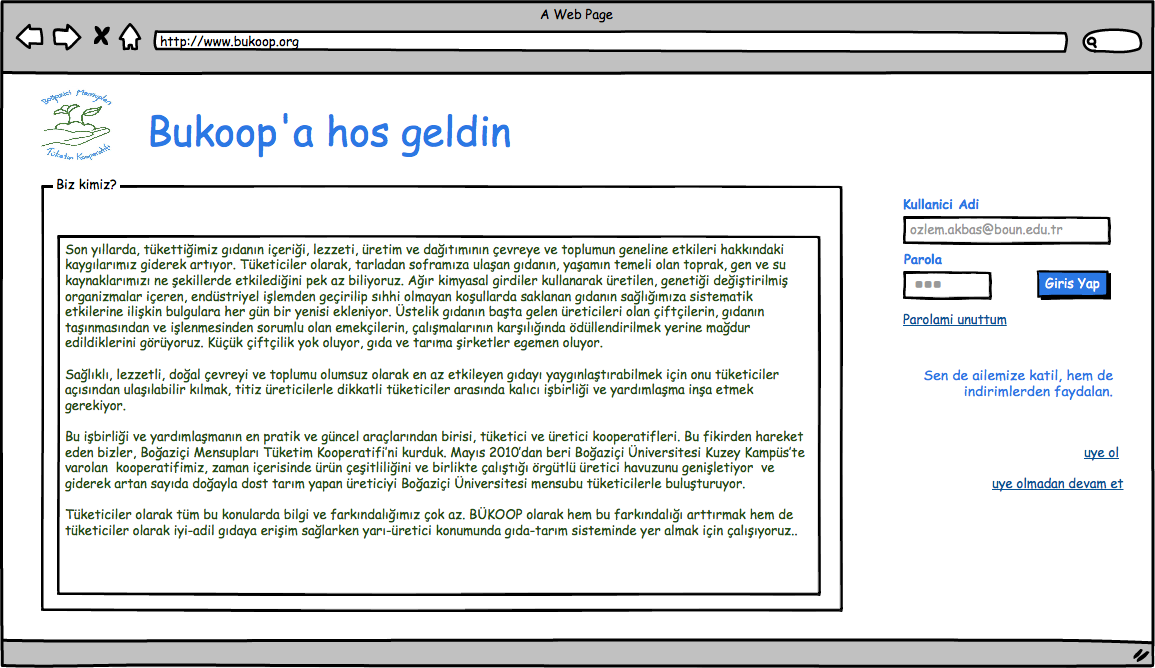 A Web Page
http://www.bukoop.org
Boğaziçi Mensupları
Tüketim Kooperatifi
Bukoop'a hos geldin
Biz kimiz?
Son yıllarda, tükettiğimiz gıdanın içeriği, lezzeti, üretim ve dağıtımının çevreye ve toplumun geneline etkileri hakkındaki
kaygılarımız giderek artıyor. Tüketiciler olarak, tarladan soframıza ulaşan gıdanın, yaşamın temeli olan toprak, gen ve su
kaynaklarımızı ne şekillerde etkilediğini pek az biliyoruz. Ağır kimyasal girdiler kullanarak üretilen, genetiği değiştirilmiş
organizmalar içeren, endüstriyel işlemden geçirilip sıhhi olmayan koşullarda saklanan gıdanın sağlığımıza sistematik
etkilerine ilişkin bulgulara her gün bir yenisi ekleniyor. Üstelik gıdanın başta gelen üreticileri olan çiftçilerin, gıdanın
taşınmasından ve işlenmesinden sorumlu olan emekçilerin, çalışmalarının karşılığında ödüllendirilmek yerine mağdur
edildiklerini görüyoruz. Küçük çiftçilik yok oluyor, gıda ve tarıma şirketler egemen oluyor.
Sağlıklı, lezzetli, doğal çevreyi ve toplumu olumsuz olarak en az etkileyen gıdayı yaygınlaştırabilmek için onu tüketiciler
açısından ulaşılabilir kılmak, titiz üreticilerle dikkatli tüketiciler arasında kalıcı işbirliği ve yardımlaşma inşa etmek
gerekiyor.
Bu işbirliği ve yardımlaşmanın en pratik ve güncel araçlarından birisi, tüketici ve üretici kooperatifleri. Bu fikirden hareket
eden bizler, Boğaziçi Mensupları Tüketim Kooperatifi'ni kurduk. Mayıs 2010'dan beri Boğaziçi Üniversitesi Kuzey Kampüs'te
varolan  kooperatifimiz, zaman içerisinde ürün çeşitliliğini ve birlikte çalıştığı örgütlü üretici havuzunu genişletiyor  ve
giderek artan sayıda doğayla dost tarım yapan üreticiyi Boğaziçi Üniversitesi mensubu tüketicilerle buluşturuyor.
Tüketiciler olarak tüm bu konularda bilgi ve farkındalığımız çok az. BÜKOOP olarak hem bu farkındalığı arttırmak hem de
tüketiciler olarak iyi-adil gıdaya erişim sağlarken yarı-üretici konumunda gıda-tarım sisteminde yer almak için çalışıyoruz..
Kullanici Adi
ozlem.akbas@boun.edu.tr
Parola
Giris Yap
Parolami unuttum
Sen de ailemize katil, hem de
indirimlerden faydalan.
uye ol
uye olmadan devam et